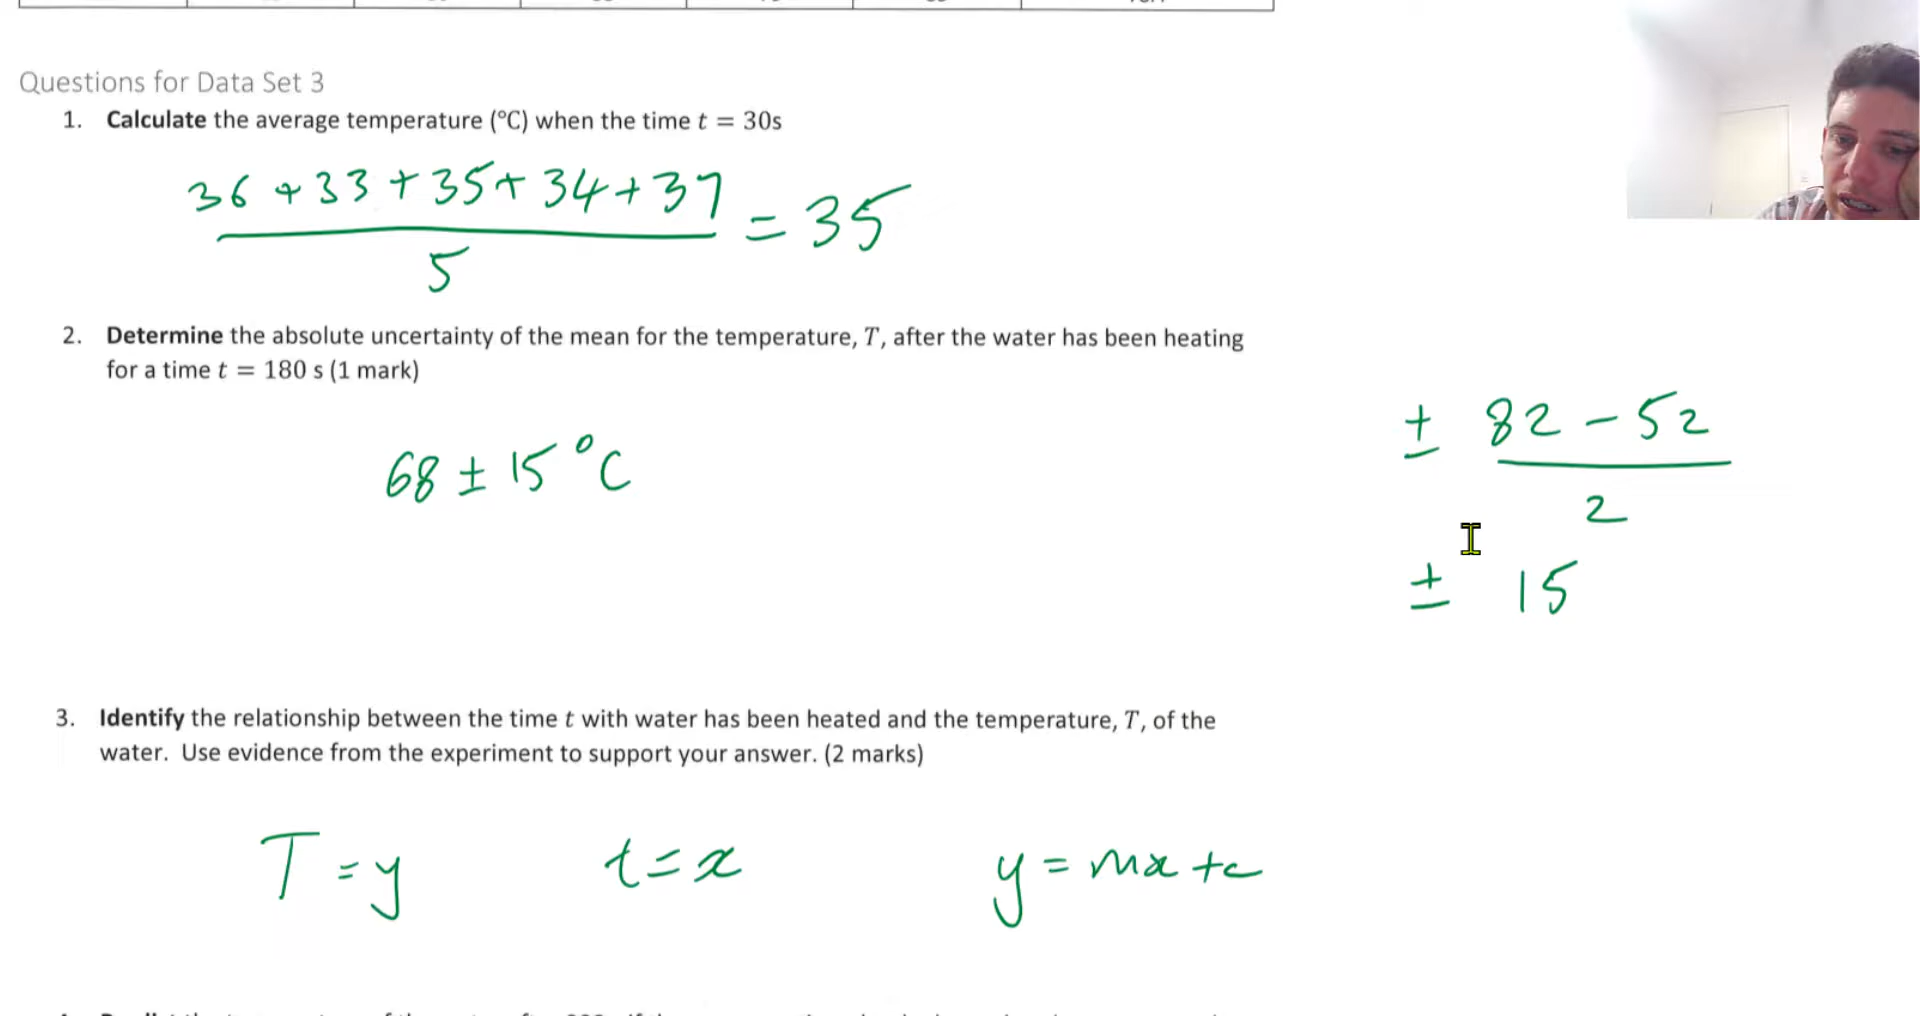 Questions for Data Set 3
1. Calculate the average temperature (°C) when the time t = 30s
36 + 33 + 35 + 34 + 37
= 35
5
2. Determine the absolute uncertainty of the mean for the temperature, T, after the water has been heating
for a time t = 180 s (1 mark)
68 ± 15 °C
± 82 - 52
2
± 15
3. Identify the relationship between the time t with water has been heated and the temperature, T, of the
water. Use evidence from the experiment to support your answer. (2 marks)
T = y t = x y = mx + c